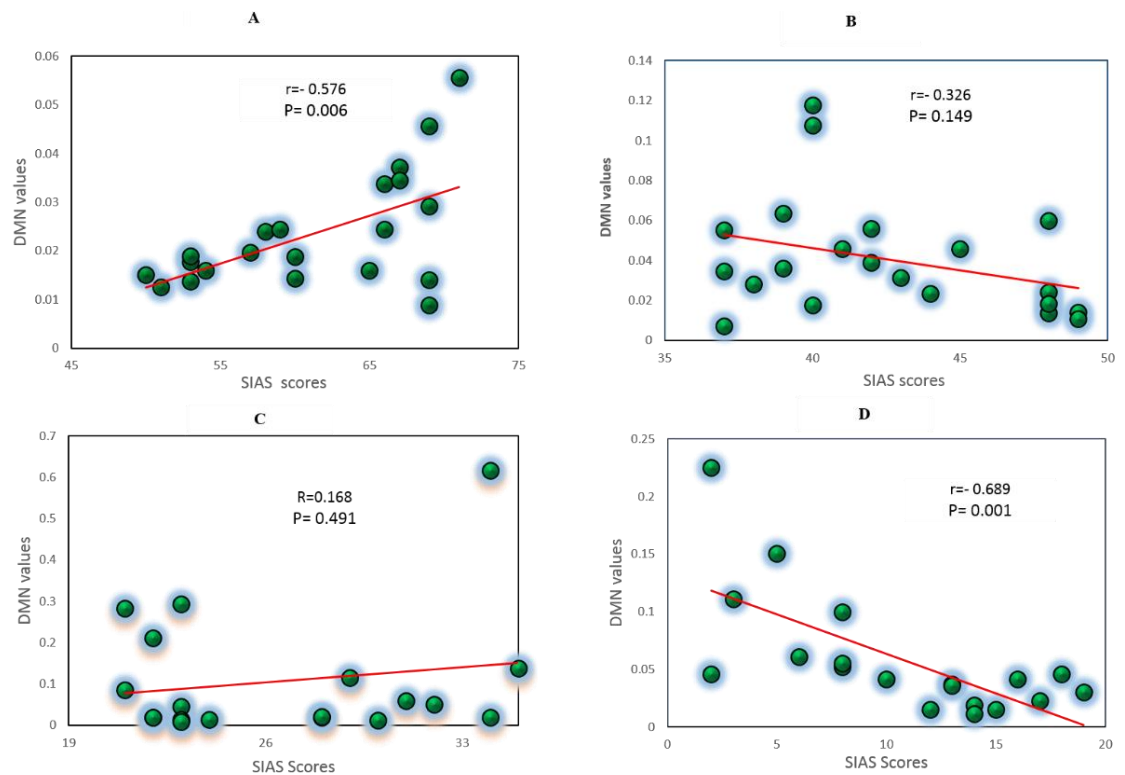 A
0.06
0.05
0.04
0.03
0.02
0.01
0
r=- 0.576
P= 0.006
DMN values
45
55
65
75
SIAS scores
B
0.14
0.12
0.1
0.08
0.06
0.04
0.02
0
r=- 0.326
P= 0.149
DMN values
35
40
45
50
SIAS scores
C
0.7
0.6
0.5
0.4
0.3
0.2
0.1
0
R=0.168
P= 0.491
DMN values
19
26
33
SIAS Scores
D
0.25
0.2
0.15
0.1
0.05
0
r=- 0.689
P= 0.001
DMN values
0
5
10
15
20
SIAS Scores